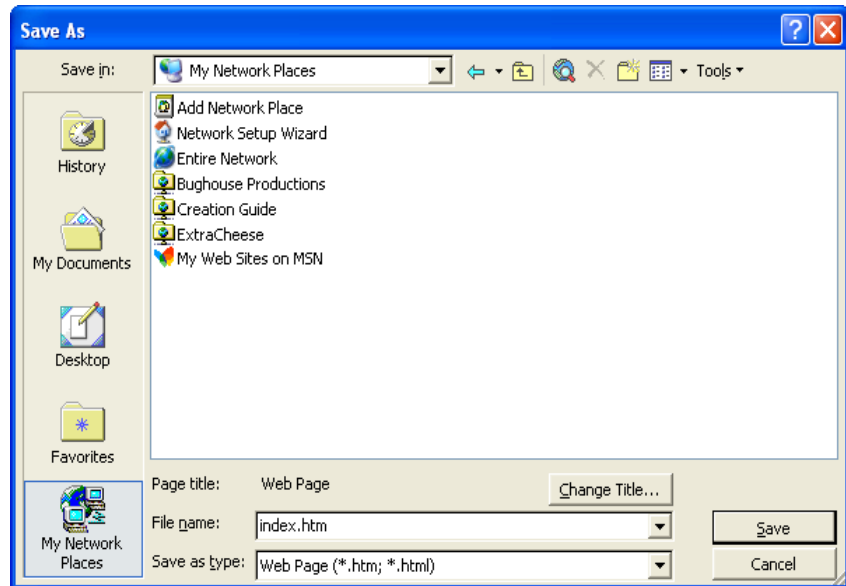 Save As
Save in: My Network Places Tools
History
My Documents
Desktop
Favorites
My Network
Places
Add Network Place
Network Setup Wizard
Entire Network
Bughouse Productions
Creation Guide
ExtraCheese
My Web Sites on MSN
Page title: Web Page Change Title...
File name: index.htm Save
Save as type: Web Page (*.htm; *.html) Cancel